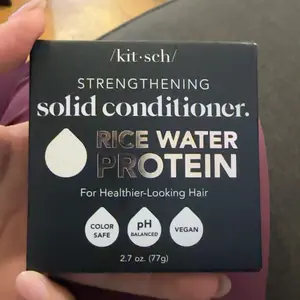 /kit·sch/
STRENGTHENING
solid conditioner.
RICE WATER
PROTEIN
For Healthier-Looking Hair
COLOR
SAFE
pH
BALANCED
VEGAN
2.7 oz. (77g)